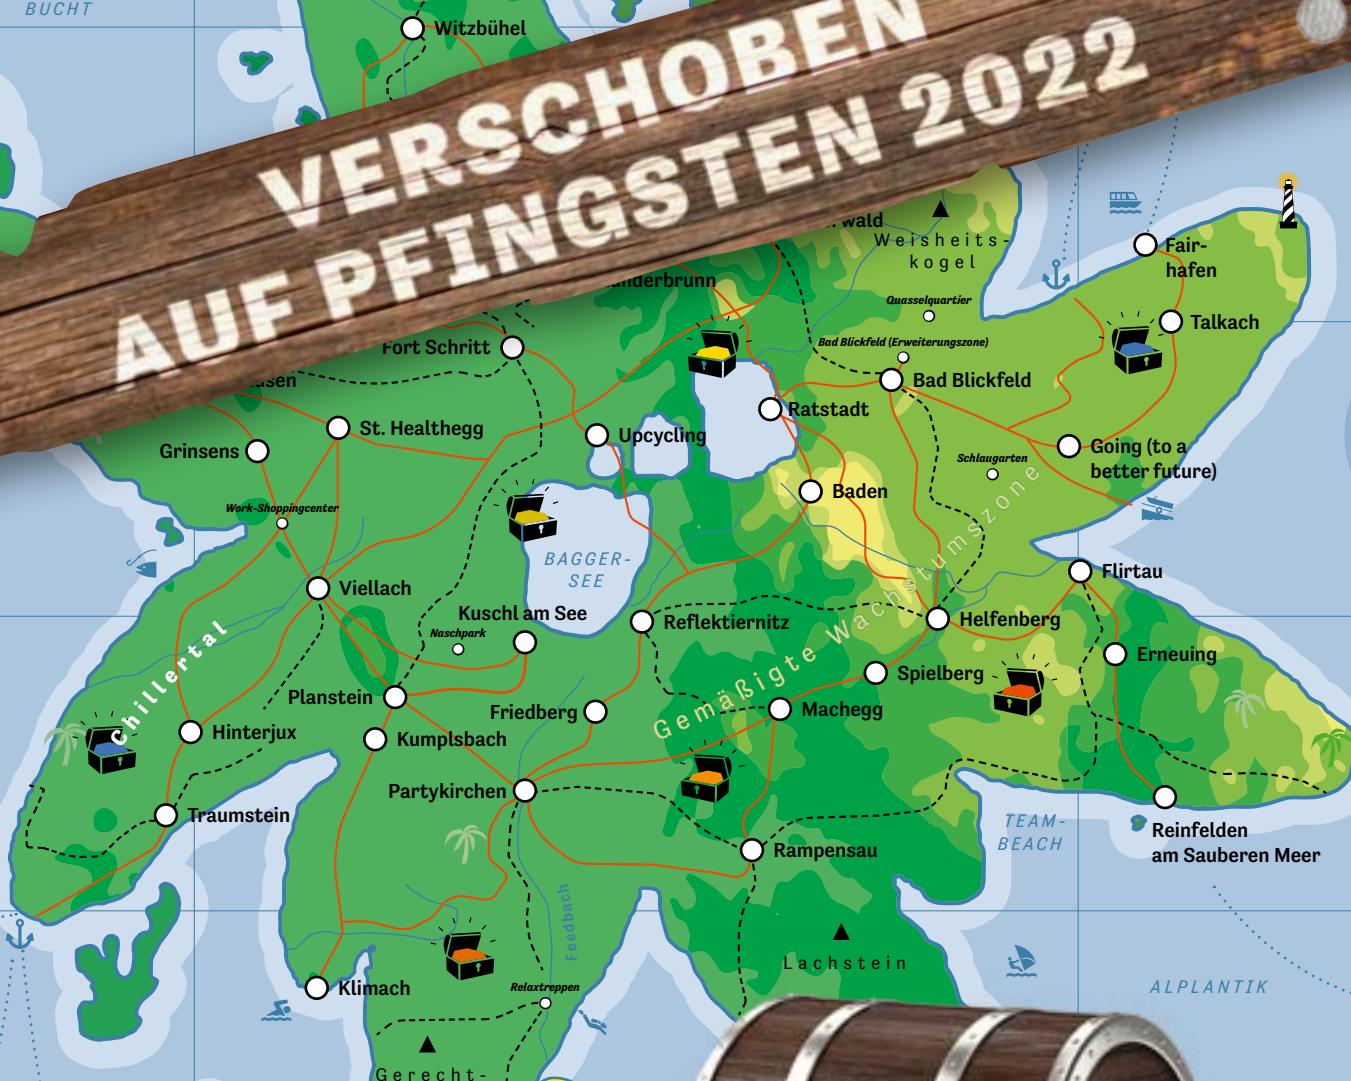 BUCHT
Witzbühel
VERSCHOBEN
AUF PFINGSTEN 2022
Weisheits-
kogel
Fair-
hafen
Quasselquartier
Talkach
Bad Blickfeld (Erweiterungszone)
Fort Schritt
Bad Blickfeld
Ratstadt
St. Healthegg
Upcycling
Grinsens
Going (to a
better future)
Schlaugarten
Baden
Work-Shoppingcenter
BAGGER-
SEE
Flirtau
Viellach
Kuschl am See
Naschpark
Reflektiernitz
Helfenberg
Gemäßigte Wachstumszone
Chillertal
Erneuing
Spielberg
Planstein
Friedberg
Machegg
Hinterjux
Kumplsbach
Partykirchen
Traumstein
TEAM-
BEACH
Reinfelden
am Sauberen Meer
Rampensau
Feedbach
Lachstein
Klimach
Relaxtreppen
ALPLANTIK
Gerecht-